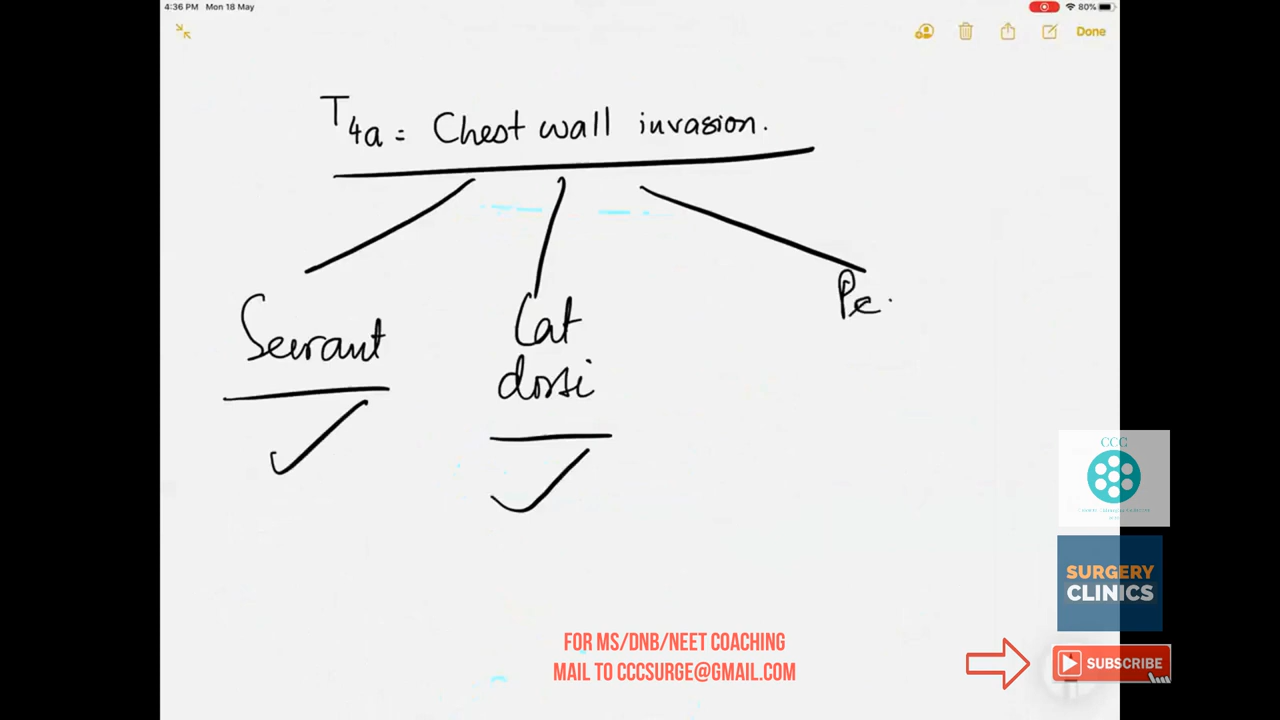 4:36 PM Mon 18 May
80%
Done
T4a = Chest wall invasion.
Serrant
Cat
dorsi
Pe.
CCC
SURGERY
CLINICS
FOR MS/DNB/NEET COACHING
MAIL TO CCCSURGE@GMAIL.COM
SUBSCRIBE